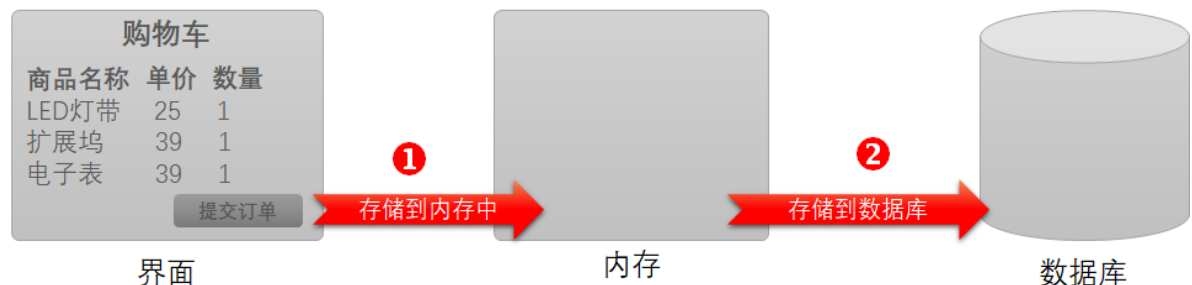 购物车
商品名称 单价 数量
LED灯带 25 1
扩展坞 39 1
电子表 39 1
提交订单
界面
1
存储到内存中
内存
2
存储到数据库
数据库